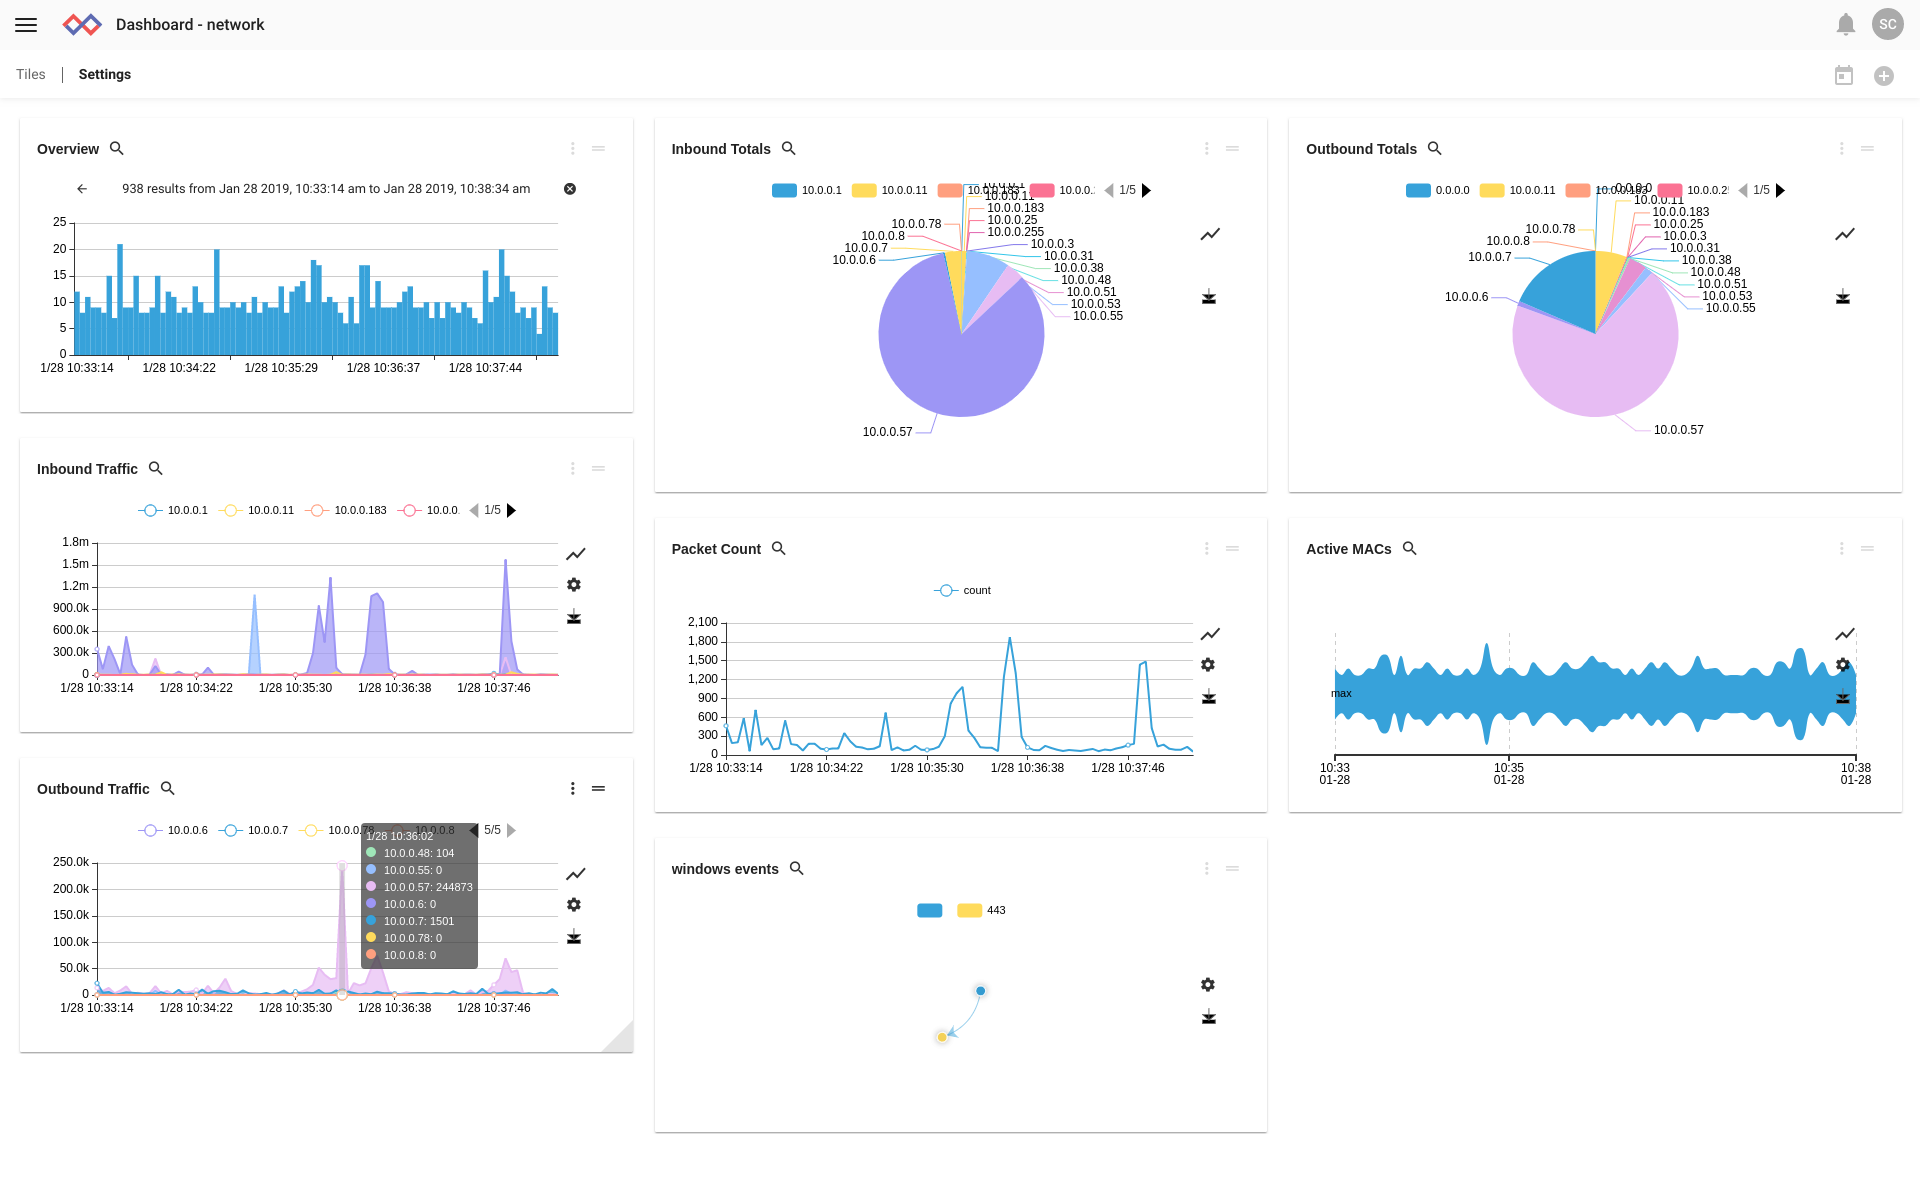 Dashboard - network
SC
Tiles | Settings
Overview
938 results from Jan 28 2019, 10:33:14 am to Jan 28 2019, 10:38:34 am
25
20
15
10
5
0
1/28 10:33:14 1/28 10:34:22 1/28 10:35:29 1/28 10:36:37 1/28 10:37:44
Inbound Totals
10.0.0.1 10.0.0.11 10.0.0.183 10.0.0. 1/5
10.0.0.1
10.0.0.11
10.0.0.183
10.0.0.25
10.0.0.255
10.0.0.3
10.0.0.31
10.0.0.38
10.0.0.48
10.0.0.51
10.0.0.53
10.0.0.55
10.0.0.78
10.0.0.8
10.0.0.7
10.0.0.6
10.0.0.57
Outbound Totals
0.0.0.0 10.0.0.11 10.0.0.183 10.0.0.2 1/5
0.0.0.0
10.0.0.11
10.0.0.183
10.0.0.25
10.0.0.3
10.0.0.31
10.0.0.38
10.0.0.48
10.0.0.51
10.0.0.53
10.0.0.55
10.0.0.78
10.0.0.8
10.0.0.7
10.0.0.6
10.0.0.57
Inbound Traffic
10.0.0.1 10.0.0.11 10.0.0.183 10.0.0. 1/5
1.8m
1.5m
1.2m
900.0k
600.0k
300.0k
0
1/28 10:33:14 1/28 10:34:22 1/28 10:35:30 1/28 10:36:38 1/28 10:37:46
Packet Count
count
2,100
1,800
1,500
1,200
900
600
300
0
1/28 10:33:14 1/28 10:34:22 1/28 10:35:30 1/28 10:36:38 1/28 10:37:46
Active MACs
max
10:33 10:35 10:38
01-28 01-28 01-28
Outbound Traffic
10.0.0.6 10.0.0.7 10.0.0.78 10.0.0.8 5/5
250.0k
200.0k
150.0k
100.0k
50.0k
0
1/28 10:33:14 1/28 10:34:22 1/28 10:35:30 1/28 10:36:38 1/28 10:37:46
1/28 10:36:02
10.0.0.48: 104
10.0.0.55: 0
10.0.0.57: 244873
10.0.0.6: 0
10.0.0.7: 1501
10.0.0.78: 0
10.0.0.8: 0
windows events
443